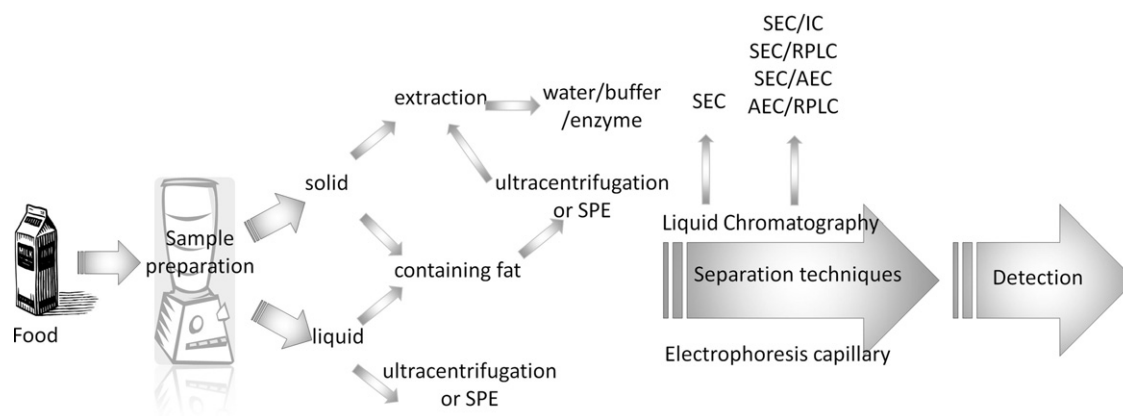 SEC/IC
SEC/RPLC
SEC/AEC
AEC/RPLC
SEC
extraction
water/buffer
/enzyme
solid
ultracentrifugation
or SPE
Liquid Chromatography
MILK
Food
Sample
preparation
containing fat
Separation techniques
Detection
liquid
Electrophoresis capillary
ultracentrifugation
or SPE